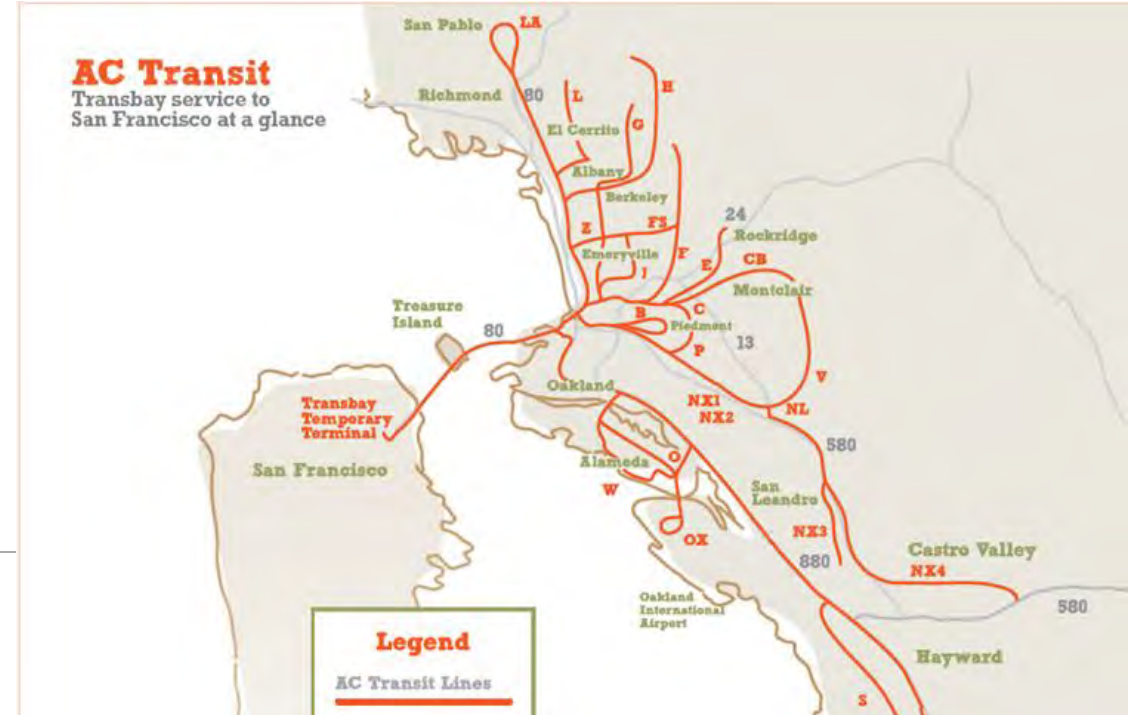 AC Transit
Transbay service to
San Francisco at a glance
San Pablo
LA
Richmond
80
L
H
El Cerrito
G
Albany
Berkeley
Z
FS
24
Rockridge
Emeryville
J
F
E
CB
Montclair
Treasure
Island
80
B
C
Piedmont
P
13
V
Oakland
NX1
NX2
NL
Transbay
Temporary
Terminal
San Francisco
580
Alameda
O
W
San
Leandro
OX
NX3
880
Castro Valley
NX4
Oakland
International
Airport
580
Legend
Hayward
AC Transit Lines
S